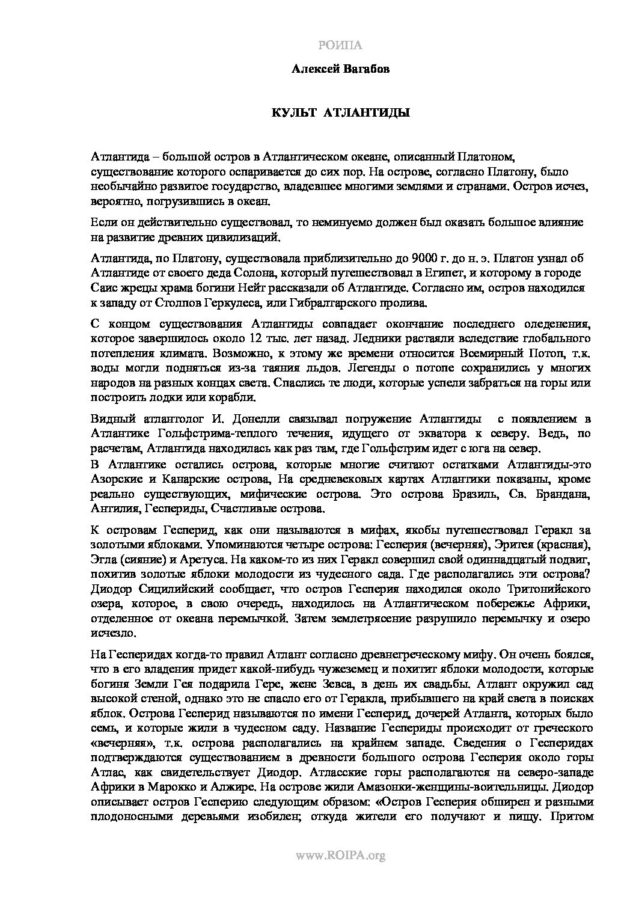 РОИПА
Алексей Вагабов
КУЛЬТ АТЛАНТИДЫ
Атлантида – большой остров в Атлантическом океане, описанный Платоном,
существование которого оспаривается до сих пор. На острове, согласно Платону, было
необычайно развитое государство, владевшее многими землями и странами. Остров исчез,
вероятно, погрузившись в океан.
Если он действительно существовал, то неминуемо должен был оказать большое влияние
на развитие древних цивилизаций.
Атлантида, по Платону, существовала приблизительно до 9000 г. до н. э. Платон узнал об
Атлантиде от своего деда Солона, который путешествовал в Египет, и которому в городе
Саис жрецы храма богини Нейт рассказали об Атлантиде. Согласно им, остров находился
к западу от Столпов Геркулеса, или Гибралтарского пролива.
С концом существования Атлантиды совпадает окончание последнего оледенения,
которое завершилось около 12 тыс. лет назад. Ледники растаяли вследствие глобального
потепления климата. Возможно, к этому же времени относится Всемирный Потоп, т.к.
воды могли подняться из-за таяния льдов. Легенды о потопе сохранились у многих
народов на разных концах света. Спаслись те люди, которые успели забраться на горы или
построить лодки или корабли.
Видный атлантолог И. Донелли связывал погружение Атлантиды с появлением в
Атлантике Гольфстрима-теплого течения, идущего от экватора к северу. Ведь, по
расчетам, Атлантида находилась как раз там, где Гольфстрим идет с юга на север.
В Атлантике остались острова, которые многие считают остатками Атлантиды-это
Азорские и Канарские острова, На средневековых картах Атлантики показаны, кроме
реально существующих, мифические острова. Это острова Бразиль, Св. Брандана,
Антилия, Геспериды, Счастливые острова.
К островам Гесперид, как они называются в мифах, якобы путешествовал Геракл за
золотыми яблоками. Упоминаются четыре острова: Гесперия (вечерняя), Эритея (красная),
Эгла (сияние) и Аретуса. На каком-то из них Геракл совершил свой одиннадцатый подвиг,
похитив золотые яблоки молодости из чудесного сада. Где располагались эти острова?
Диодор Сицилийский сообщает, что остров Гесперия находился около Тритонийского
озера, которое, в свою очередь, находилось на Атлантическом побережье Африки,
отделенное от океана перемычкой. Затем землетрясение разрушило перемычку и озеро
исчезло.
На Гесперидах когда-то правил Атлант согласно древнегреческому мифу. Он очень боялся,
что в его владения придет какой-нибудь чужеземец и похитит яблоки молодости, которые
богиня Земли Гея подарила Гере, жене Зевса, в день их свадьбы. Атлант окружил сад
высокой стеной, однако это не спасло его от Геракла, прибывшего на край света в поисках
яблок. Острова Гесперид называются по имени Гесперид, дочерей Атланта, которых было
семь, и которые жили в чудесном саду. Название Геспериды происходит от греческого
«вечерняя», т.к. острова располагались на крайнем западе. Сведения о Гесперидах
подтверждаются существованием в древности большого острова Гесперия около горы
Атлас, как свидетельствует Диодор. Атласские горы располагаются на северо-западе
Африки в Марокко и Алжире. На острове жили Амазонки-женщины-воительницы. Диодор
описывает остров Гесперию следующим образом: «Остров Гесперия обширен и разными
плодоносными деревьями изобилен; откуда жители его получают и пищу. Притом
www.ROIPA.org